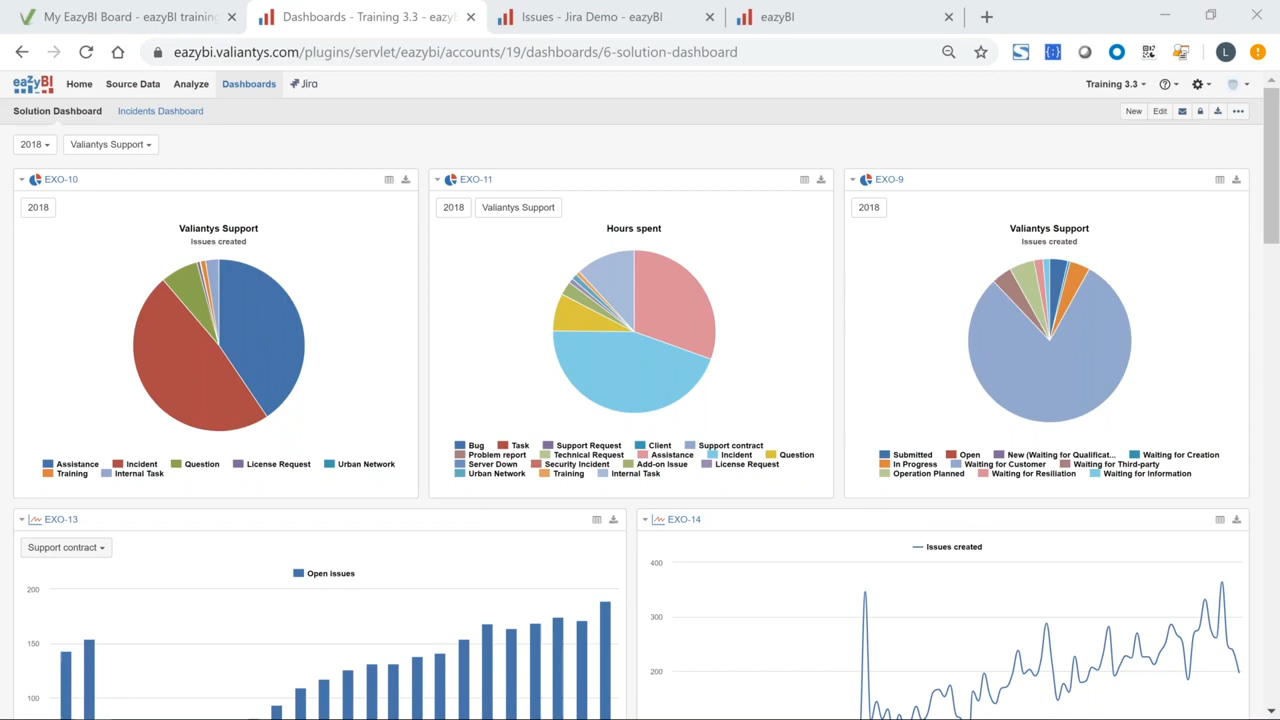 My EazyBI Board - eazyBI training
Dashboards - Training 3.3 - eazyB
Issues - Jira Demo - eazyBI
eazyBI
eazybi.valiantys.com/plugins/servlet/eazybi/accounts/19/dashboards/6-solution-dashboard
L
eazyBI Home Source Data Analyze Dashboards Jira Training 3.3
Solution Dashboard Incidents Dashboard New Edit
2018 Valiantys Support
EXO-10
2018
Valiantys Support
Issues created
Assistance Incident Question License Request Urban Network
Training Internal Task
EXO-11
2018 Valiantys Support
Hours spent
Bug Task Support Request Client Support contract
Problem report Technical Request Assistance Incident Question
Server Down Security Incident Add-on Issue License Request
Urban Network Training Internal Task
EXO-9
2018
Valiantys Support
Issues created
Submitted Open New (Waiting for Qualificat... Waiting for Creation
In Progress Waiting for Customer Waiting for Third-party
Operation Planned Waiting for Resiliation Waiting for Information
EXO-13
Support contract
Open issues
200
150
100
EXO-14
Issues created
400
300
200